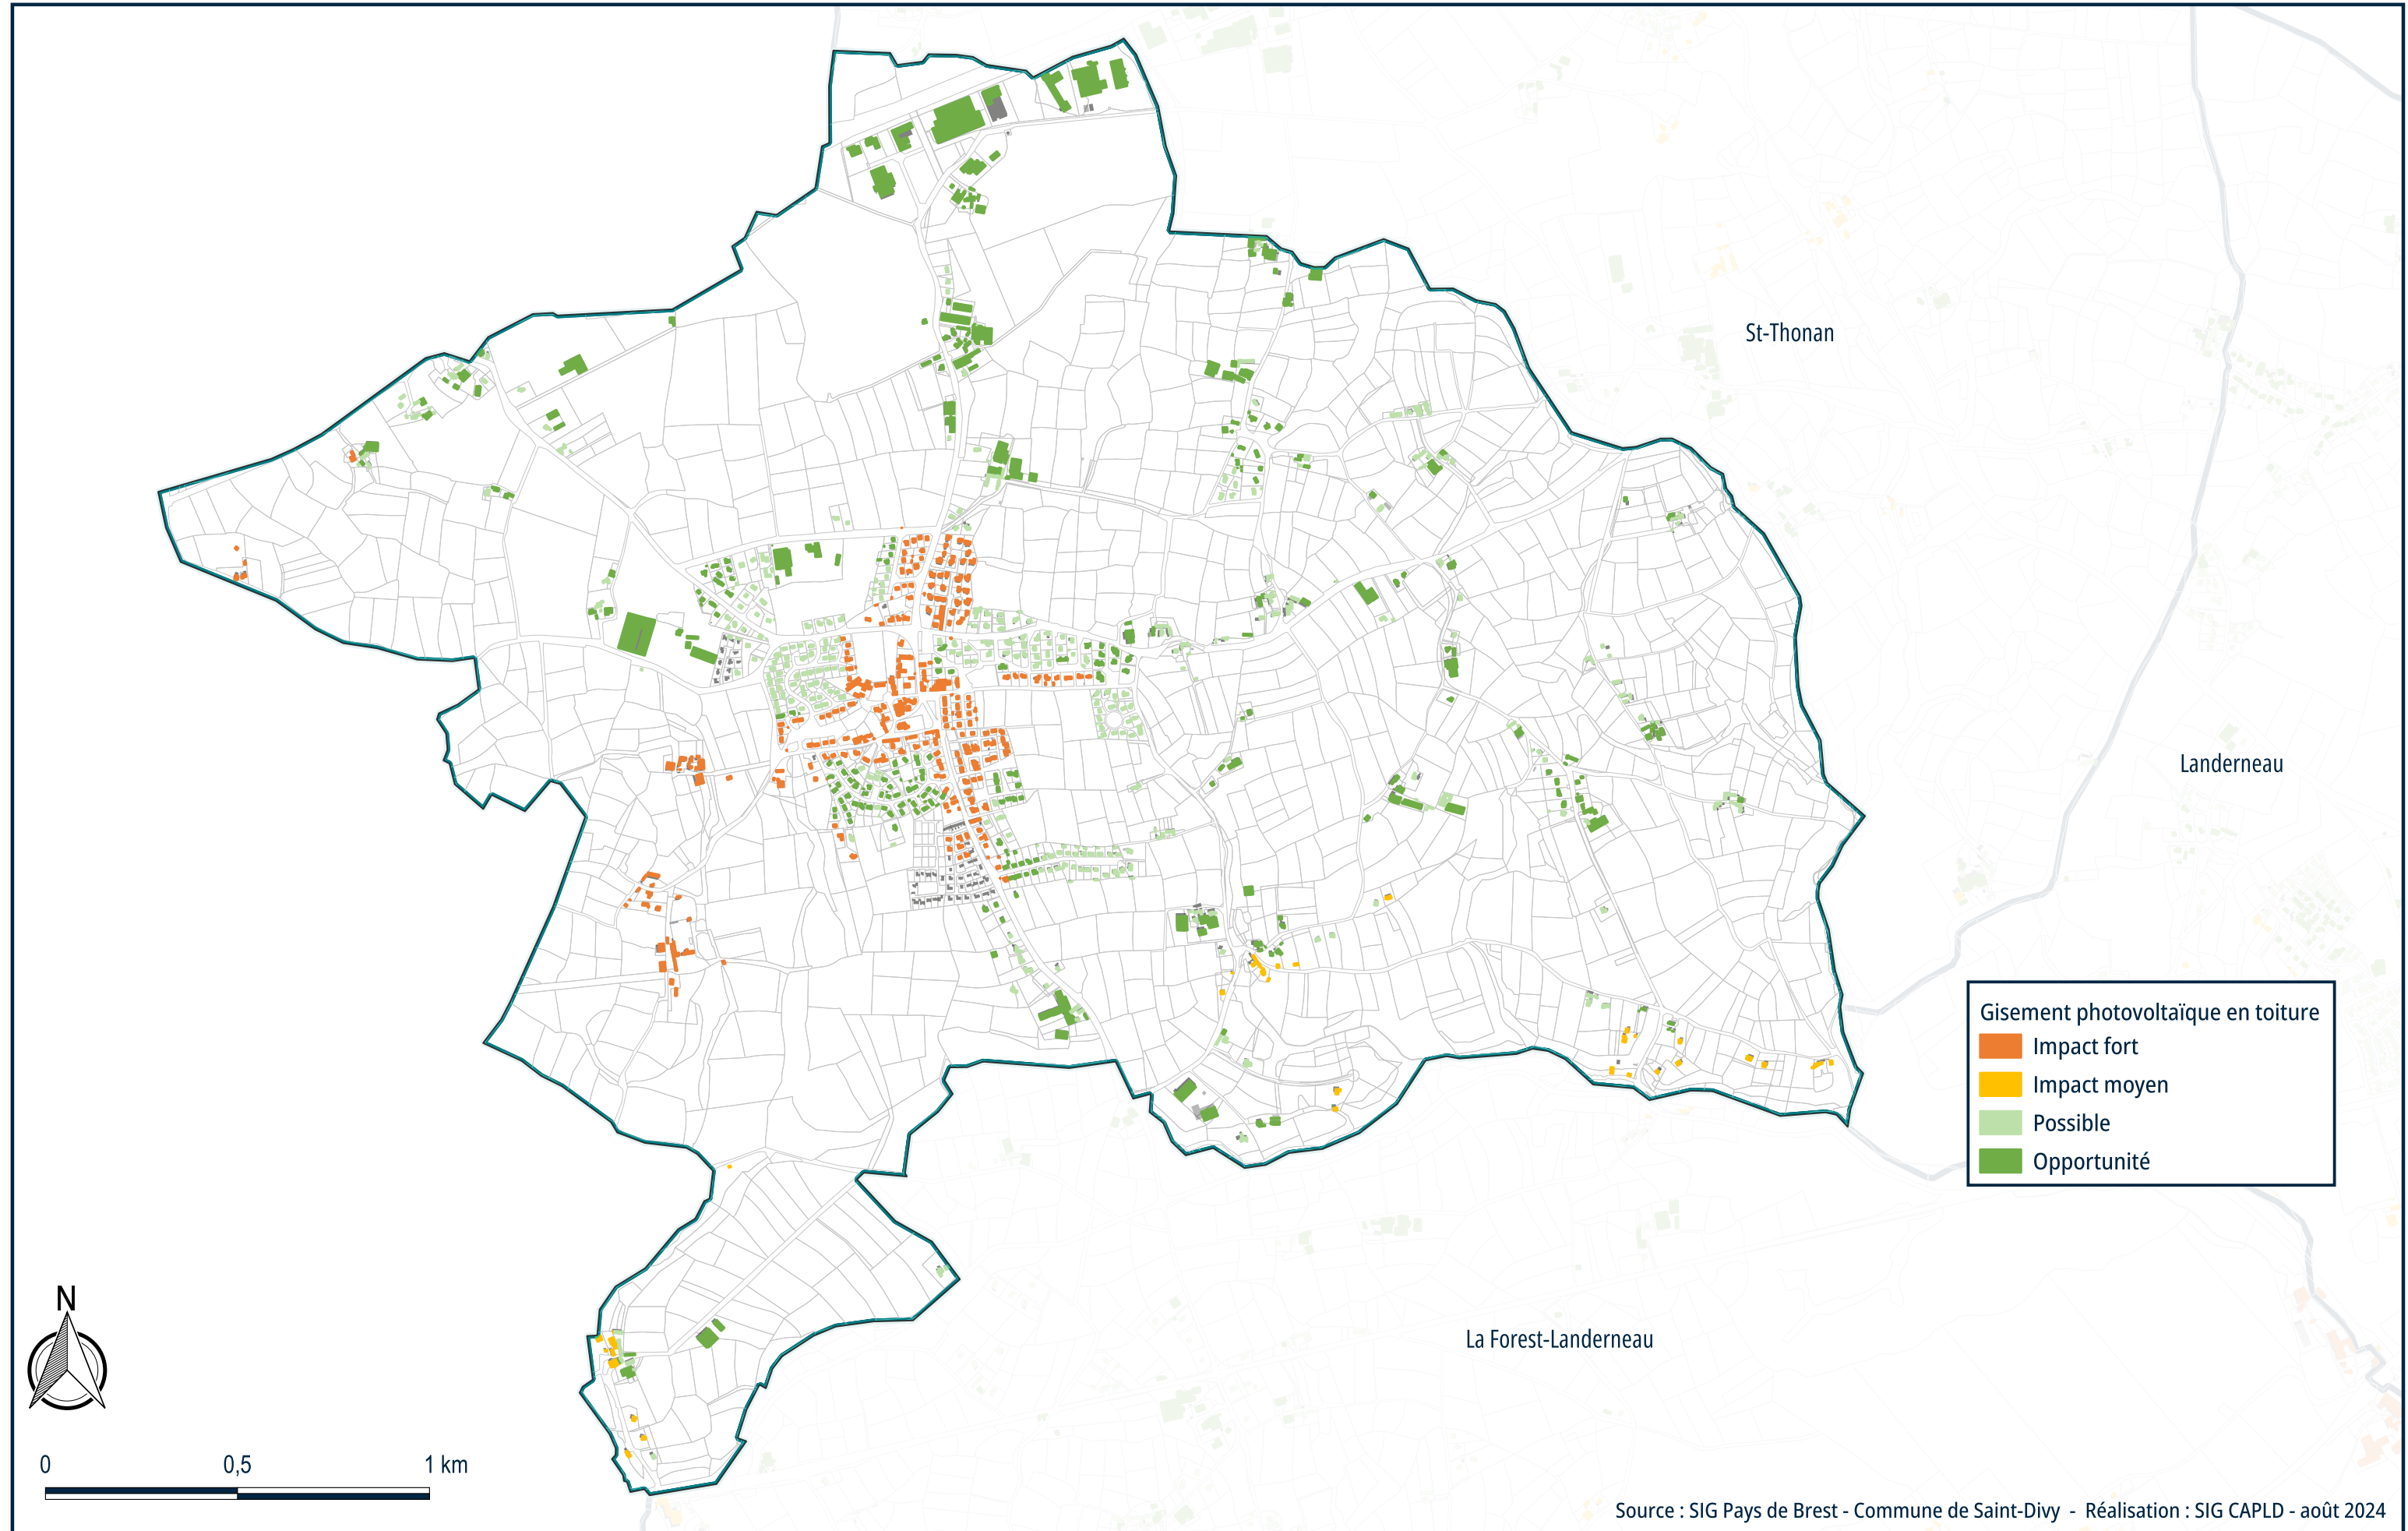 St-Thonan
Landerneau
Gisement photovoltaïque en toiture
Impact fort
Impact moyen
Possible
Opportunité
N
La Forest-Landerneau
0 0,5 1 km
Source : SIG Pays de Brest - Commune de Saint-Divy - Réalisation : SIG CAPLD - août 2024